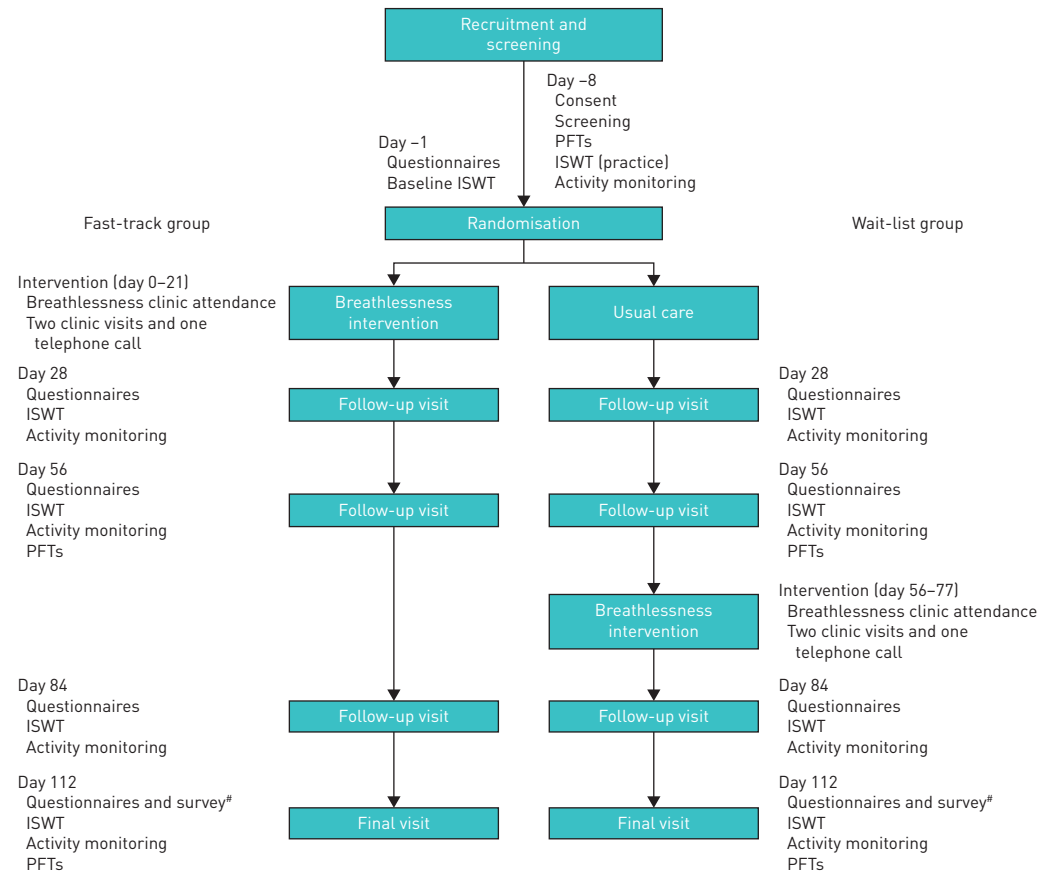 Recruitment and
screening
Day –8
Consent
Screening
PFTs
ISWT (practice)
Activity monitoring
Day –1
Questionnaires
Baseline ISWT
Fast-track group
Randomisation
Wait-list group
Intervention (day 0–21)
Breathlessness clinic attendance
Two clinic visits and one
telephone call
Breathlessness
intervention
Usual care
Day 28
Questionnaires
ISWT
Activity monitoring
Follow-up visit
Follow-up visit
Day 28
Questionnaires
ISWT
Activity monitoring
Day 56
Questionnaires
ISWT
Activity monitoring
PFTs
Follow-up visit
Follow-up visit
Day 56
Questionnaires
ISWT
Activity monitoring
PFTs
Breathlessness
intervention
Intervention (day 56–77)
Breathlessness clinic attendance
Two clinic visits and one
telephone call
Day 84
Questionnaires
ISWT
Activity monitoring
Follow-up visit
Follow-up visit
Day 84
Questionnaires
ISWT
Activity monitoring
Day 112
Questionnaires and survey#
ISWT
Activity monitoring
PFTs
Final visit
Final visit
Day 112
Questionnaires and survey#
ISWT
Activity monitoring
PFTs